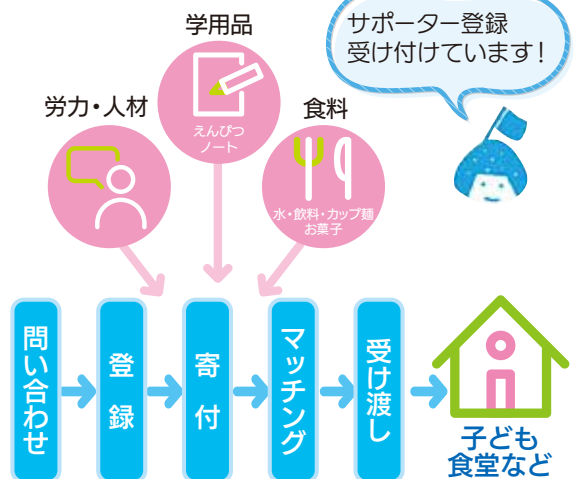 サポーター登録
受け付けています！
学用品
えんぴつ
ノート
労力・人材
食料
水・飲料・カップ麺
お菓子
問い合わせ
登録
寄付
マッチング
受け渡し
子ども
食堂など